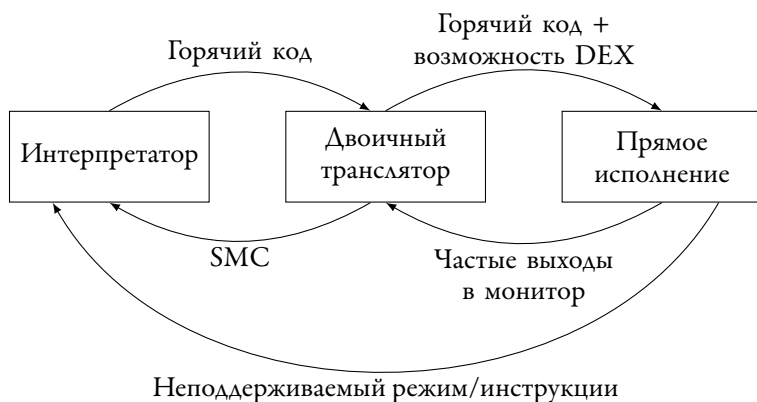 Горячий код
Горячий код +
возможность DEX
Интерпретатор
Двоичный
транслятор
Прямое
исполнение
SMC
Частые выходы
в монитор
Неподдерживаемый режим/инструкции